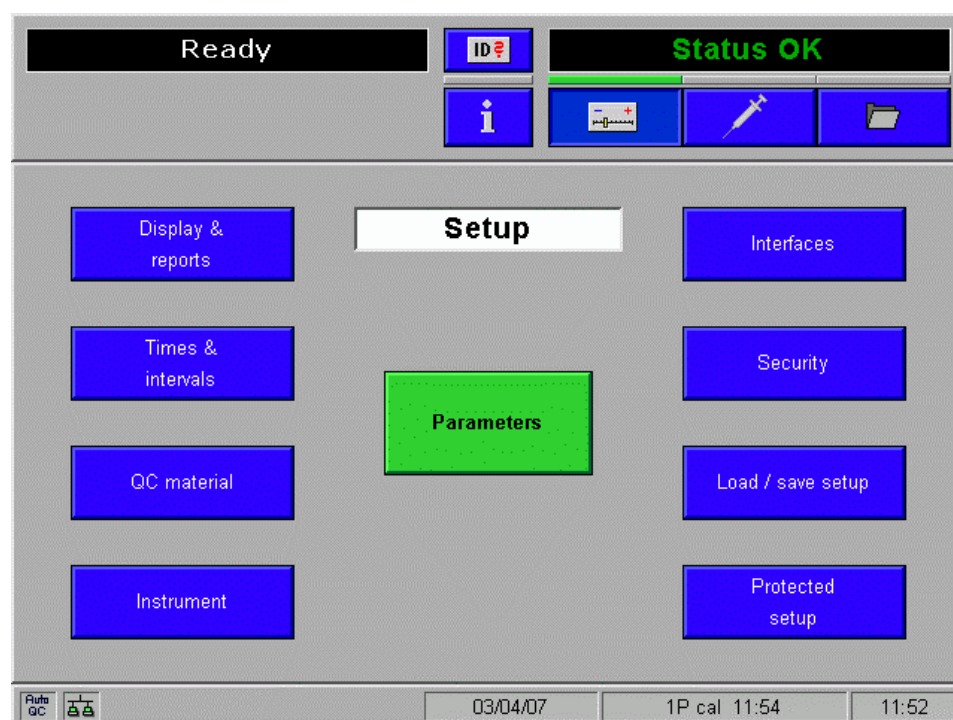 Ready
ID?
Status OK
i
- +
Setup
Display &
reports
Times &
intervals
QC material
Instrument
Parameters
Interfaces
Security
Load / save setup
Protected
setup
Auto
QC
03/04/07
1P cal 11:54
11:52